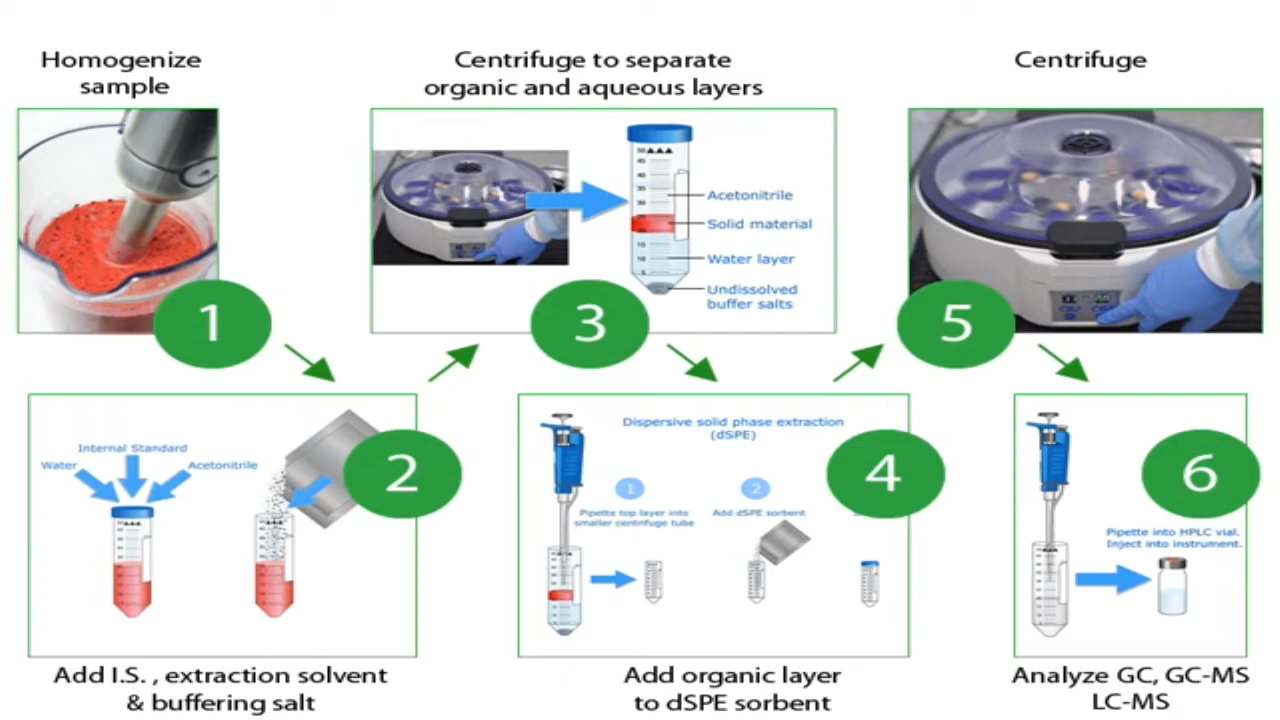 Homogenize
sample
1
Internal Standard
Water
Acetonitrile
2
Add I.S. , extraction solvent
& buffering salt
Centrifuge to separate
organic and aqueous layers
Acetonitrile
Solid material
Water layer
Undissolved
buffer salts
3
Dispersive solid phase extraction
(dSPE)
1
Pipette top layer into
smaller centrifuge tube
2
Add dSPE sorbent
4
Add organic layer
to dSPE sorbent
Centrifuge
5
6
Pipette into HPLC vial.
Inject into instrument.
Analyze GC, GC-MS
LC-MS